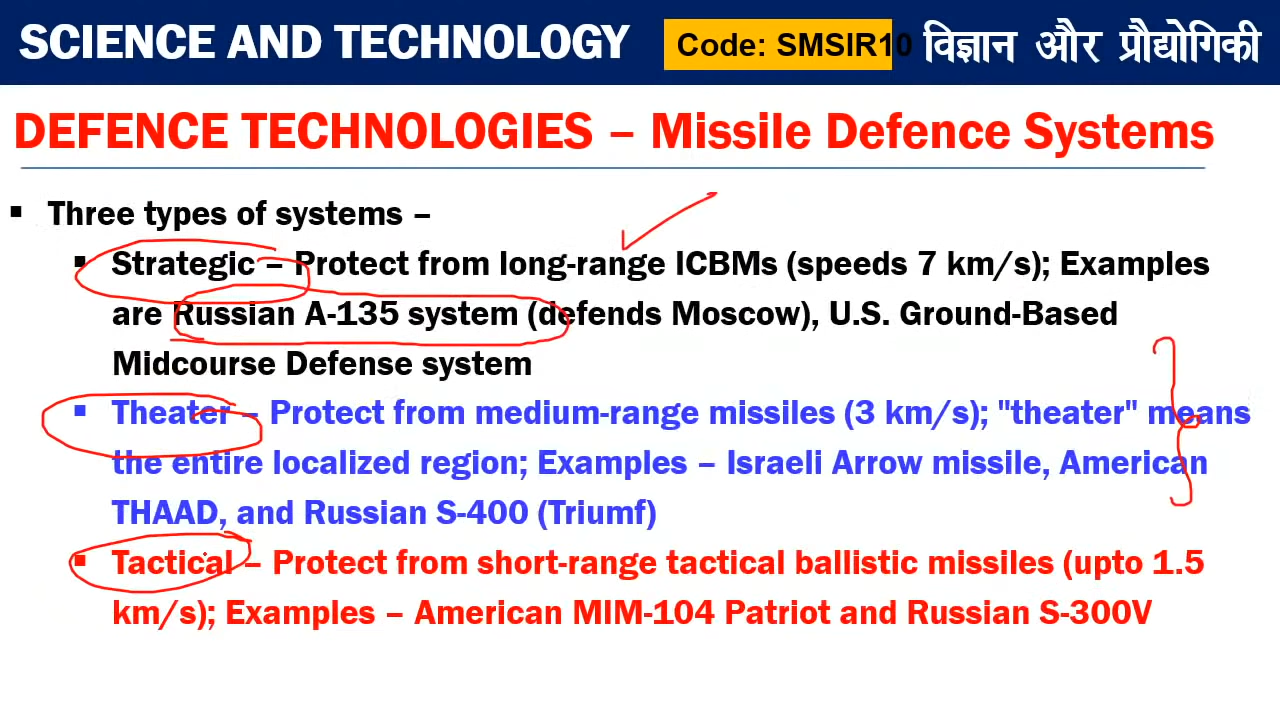 SCIENCE AND TECHNOLOGY Code: SMSIR10 विज्ञान और प्रौद्योगिकी
DEFENCE TECHNOLOGIES – Missile Defence Systems
▪ Three types of systems –
▪ Strategic – Protect from long-range ICBMs (speeds 7 km/s); Examples
are Russian A-135 system (defends Moscow), U.S. Ground-Based
Midcourse Defense system
▪ Theater – Protect from medium-range missiles (3 km/s); "theater" means
the entire localized region; Examples – Israeli Arrow missile, American
THAAD, and Russian S-400 (Triumf)
▪ Tactical – Protect from short-range tactical ballistic missiles (upto 1.5
km/s); Examples – American MIM-104 Patriot and Russian S-300V